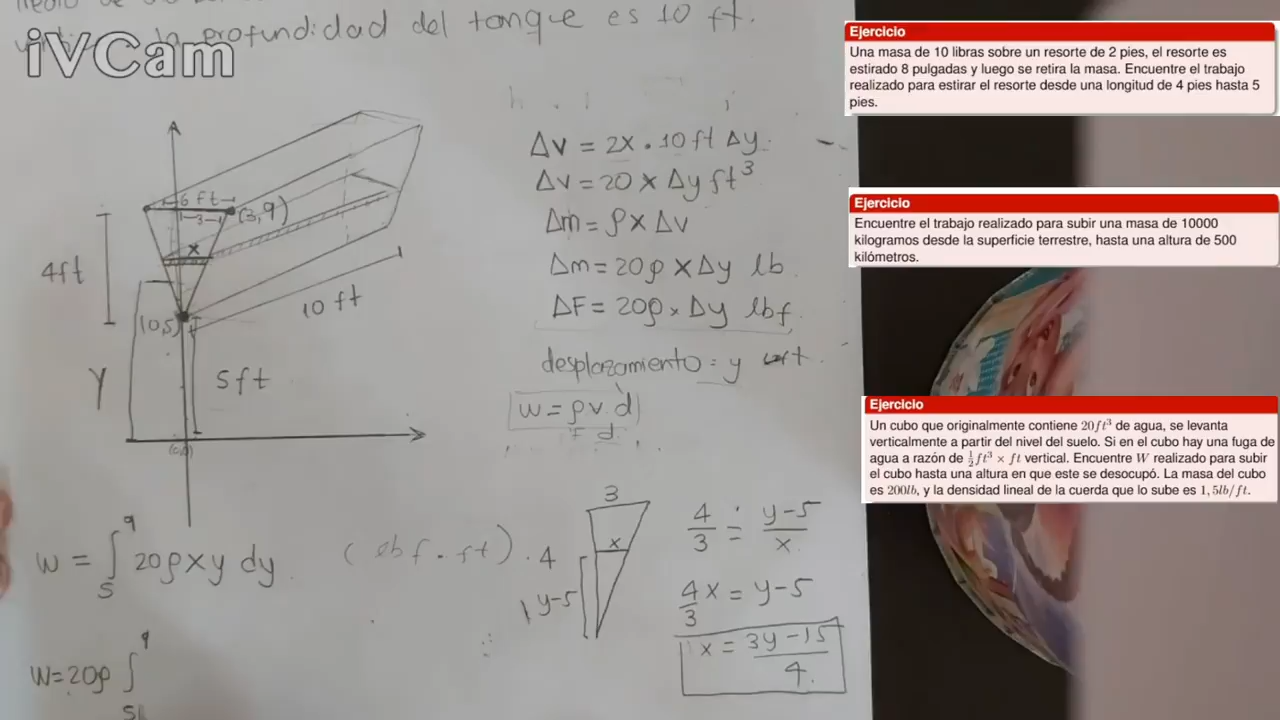 medio de
la profundidad del tanque es 10 ft.
iVCam
6 ft
3
(3,9)
x
4ft
10 ft
(0,5)
Y
5ft
(0,0)
Δv = 2x · 10 ft Δy
Δv = 20 x Δy ft³
Δm = ρ x Δv
Δm = 20ρ x Δy lb
ΔF = 20ρ x Δy lbf
desplazamiento = y
w = ρ v d
F d
w = ∫₅⁹ 20ρxy dy (lbf · ft)
3
x
4
y-5
4/3 = y-5/x
4/3 x = y-5
x = 3y-15/4
W=20ρ ∫₅⁹
Ejercicio
Una masa de 10 libras sobre un resorte de 2 pies, el resorte es
estirado 8 pulgadas y luego se retira la masa. Encuentre el trabajo
realizado para estirar el resorte desde una longitud de 4 pies hasta 5
pies.
Ejercicio
Encuentre el trabajo realizado para subir una masa de 10000
kilogramos desde la superficie terrestre, hasta una altura de 500
kilómetros.
Ejercicio
Un cubo que originalmente contiene 20ft³ de agua, se levanta
verticalmente a partir del nivel del suelo. Si en el cubo hay una fuga de
agua a razón de ½ft³ × ft vertical. Encuentre W realizado para subir
el cubo hasta una altura en que este se desocupó. La masa del cubo
es 200lb, y la densidad lineal de la cuerda que lo sube es 1,5lb/ft.